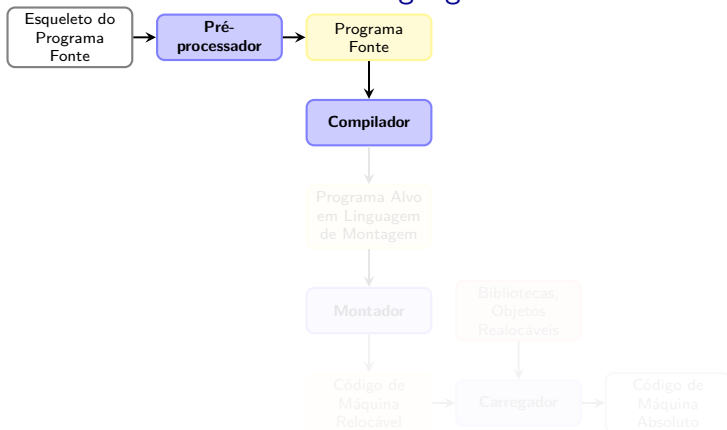 Esqueleto do
Programa
Fonte
Pré-
processador
Programa
Fonte
Compilador
Programa Alvo
em Linguagem
de Montagem
Montador
Bibliotecas,
Objetos
Realocáveis
Código de
Máquina
Relocável
Carregador
Código de
Máquina
Absoluto